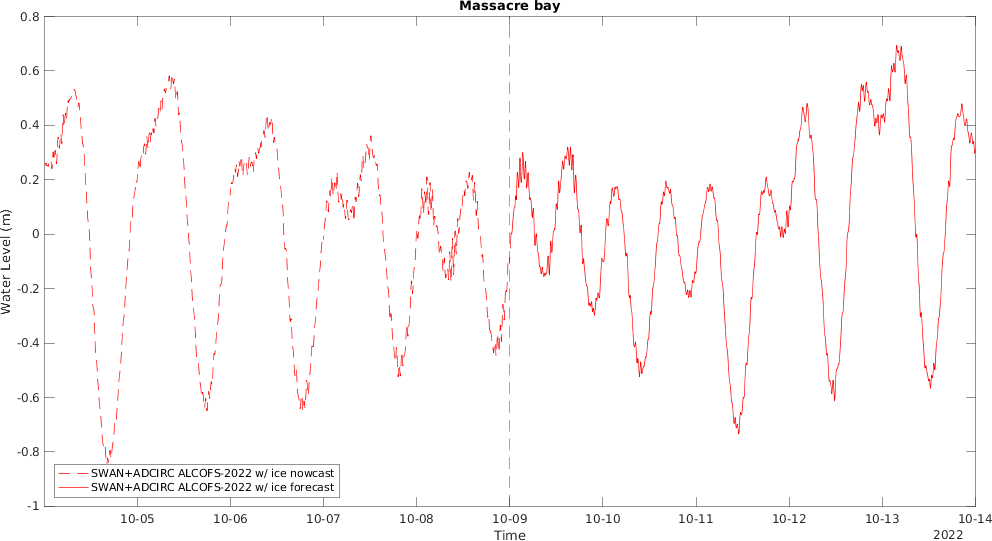 Massacre bay
0.8
0.6
0.4
0.2
0
-0.2
-0.4
-0.6
-0.8
-1
Water Level (m)
SWAN+ADCIRC ALCOFS-2022 w/ ice nowcast
SWAN+ADCIRC ALCOFS-2022 w/ ice forecast
10-05 10-06 10-07 10-08 10-09 10-10 10-11 10-12 10-13 10-14
Time
2022